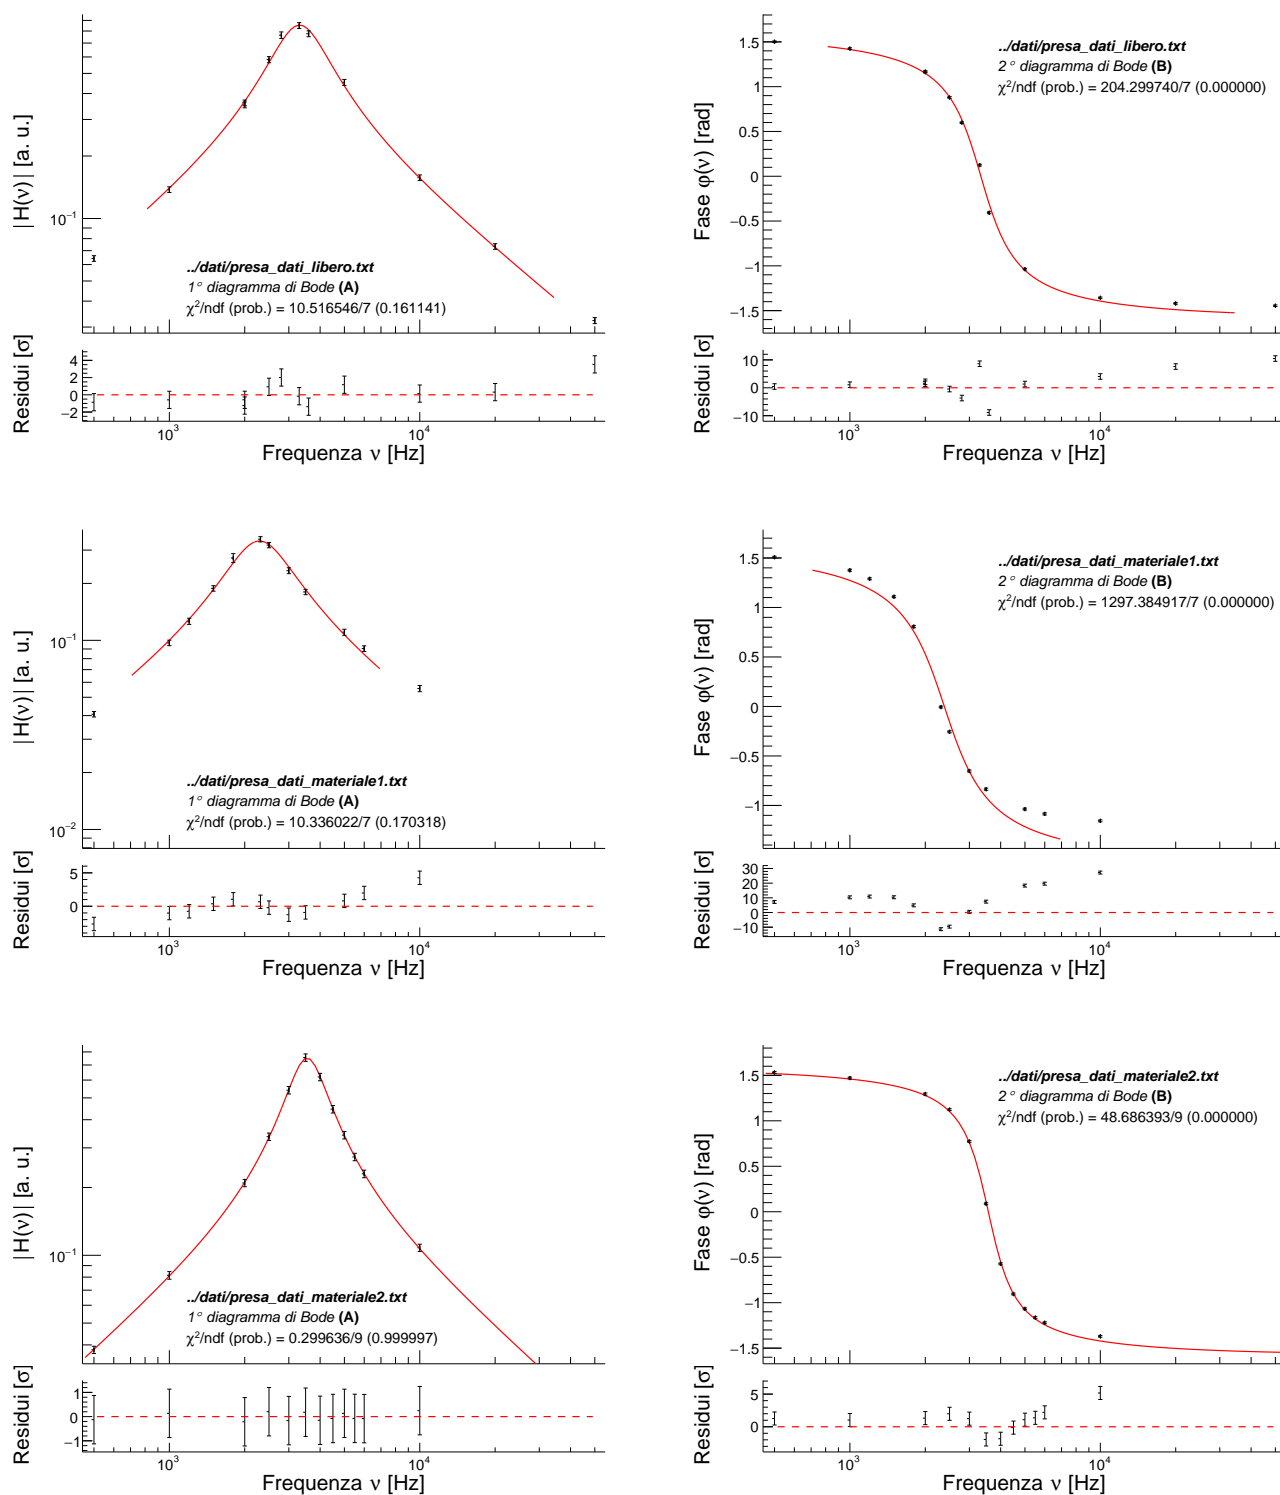 |H(ν)| [a. u.]
10⁻¹
../dati/presa_dati_libero.txt
1° diagramma di Bode (A)
χ²/ndf (prob.) = 10.516546/7 (0.161141)
Residui [σ]
4
2
0
−2
10³ 10⁴
Frequenza ν [Hz]
Fase φ(ν) [rad]
1.5
1
0.5
0
−0.5
−1
−1.5
../dati/presa_dati_libero.txt
2° diagramma di Bode (B)
χ²/ndf (prob.) = 204.299740/7 (0.000000)
Residui [σ]
10
0
−10
10³ 10⁴
Frequenza ν [Hz]
|H(ν)| [a. u.]
10⁻¹
10⁻²
../dati/presa_dati_materiale1.txt
1° diagramma di Bode (A)
χ²/ndf (prob.) = 10.336022/7 (0.170318)
Residui [σ]
5
0
10³ 10⁴
Frequenza ν [Hz]
Fase φ(ν) [rad]
1.5
1
0.5
0
−0.5
−1
../dati/presa_dati_materiale1.txt
2° diagramma di Bode (B)
χ²/ndf (prob.) = 1297.384917/7 (0.000000)
Residui [σ]
30
20
10
0
−10
10³ 10⁴
Frequenza ν [Hz]
|H(ν)| [a. u.]
10⁻¹
../dati/presa_dati_materiale2.txt
1° diagramma di Bode (A)
χ²/ndf (prob.) = 0.299636/9 (0.999997)
Residui [σ]
1
0
−1
10³ 10⁴
Frequenza ν [Hz]
Fase φ(ν) [rad]
1.5
1
0.5
0
−0.5
−1
−1.5
../dati/presa_dati_materiale2.txt
2° diagramma di Bode (B)
χ²/ndf (prob.) = 48.686393/9 (0.000000)
Residui [σ]
5
0
10³ 10⁴
Frequenza ν [Hz]